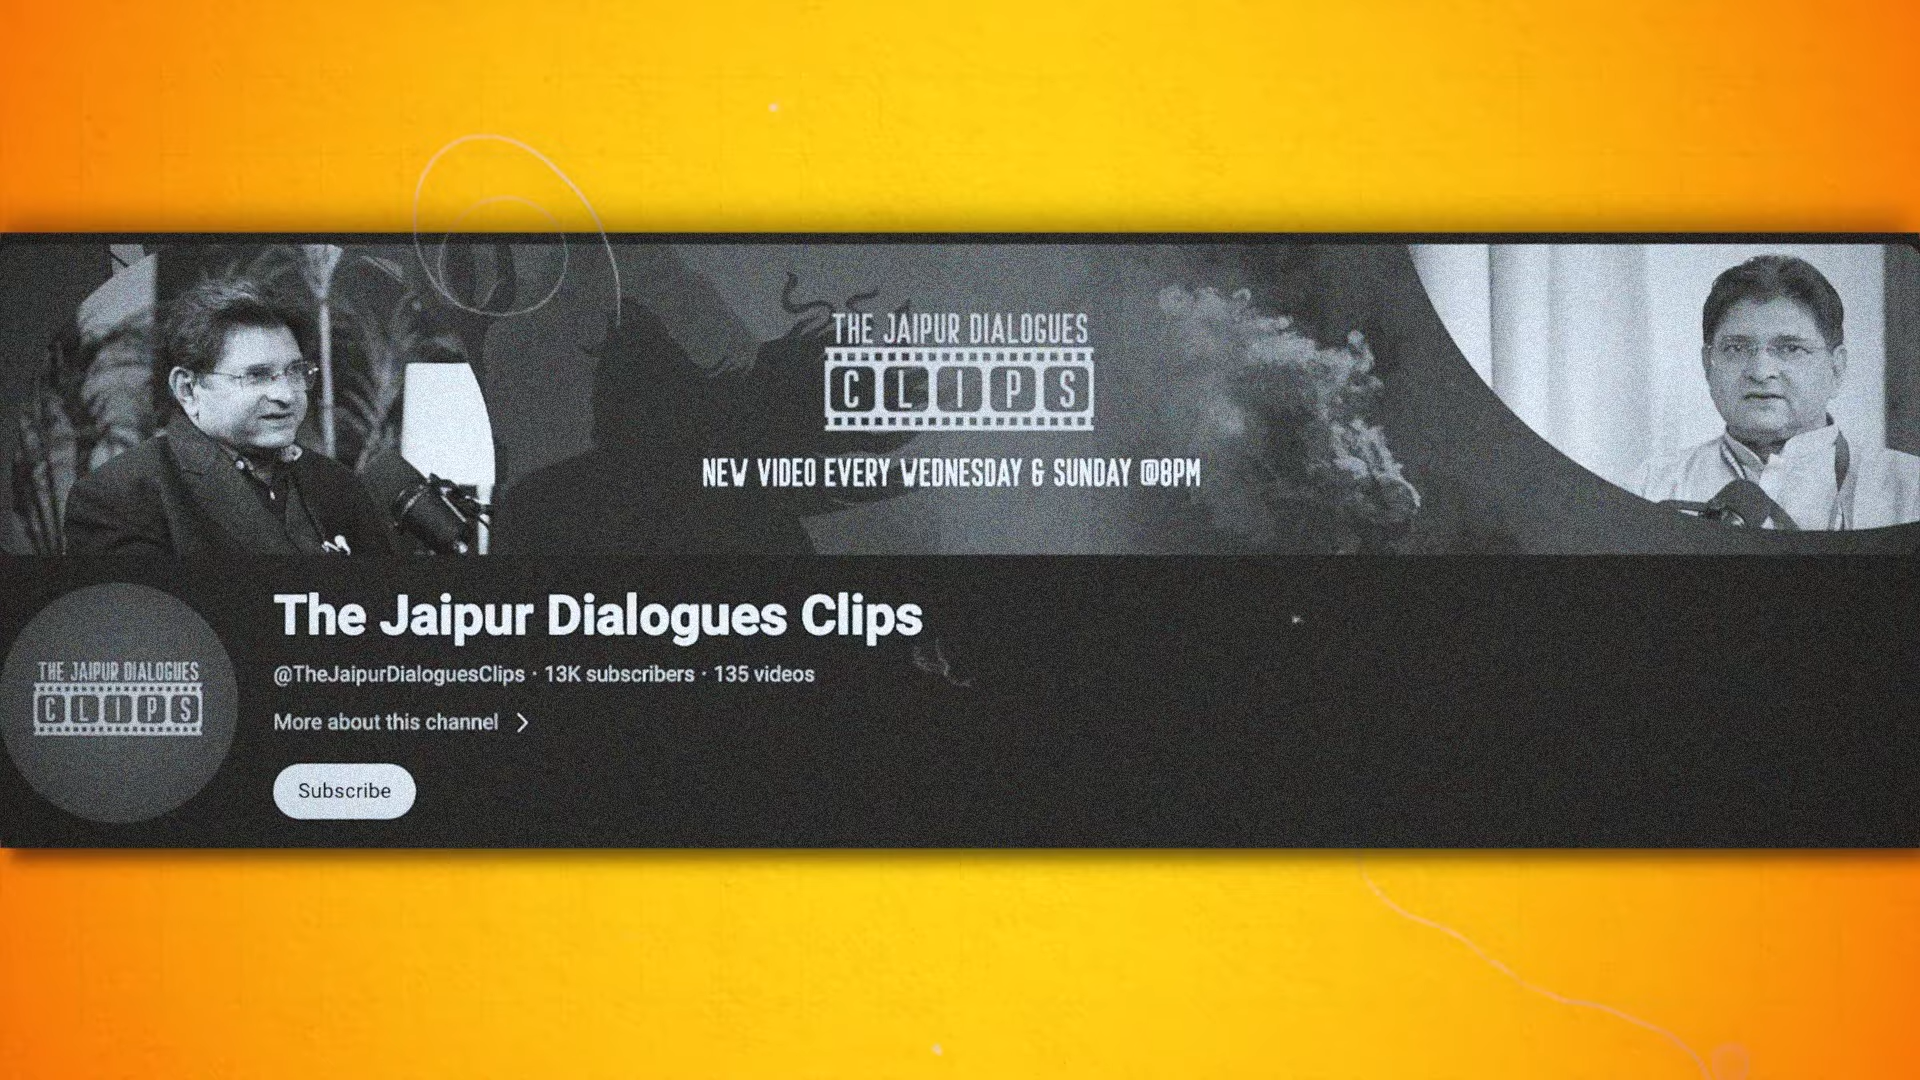 THE JAIPUR DIALOGUES
CLIPS
NEW VIDEO EVERY WEDNESDAY & SUNDAY @8PM
The Jaipur Dialogues Clips
@TheJaipurDialoguesClips · 13K subscribers · 135 videos
THE JAIPUR DIALOGUES
CLIPS
More about this channel >
Subscribe